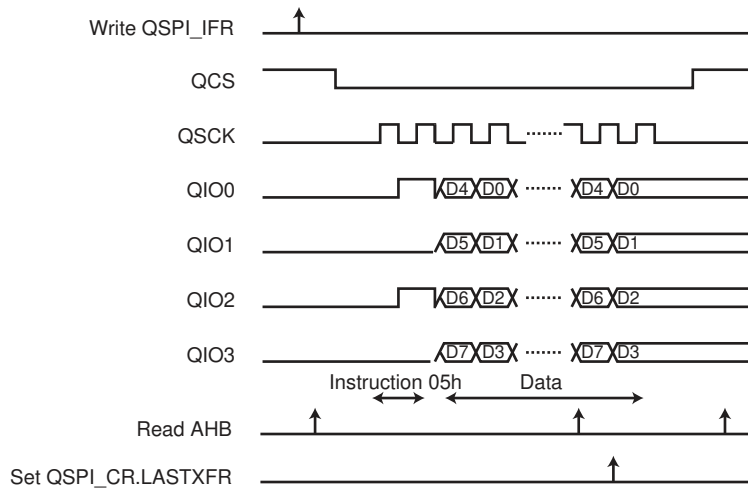 Write QSPI_IFR
QCS
QSCK
QIO0 D4 D0 D4 D0
QIO1 D5 D1 D5 D1
QIO2 D6 D2 D6 D2
QIO3 D7 D3 D7 D3
Instruction 05h Data
Read AHB
Set QSPI_CR.LASTXFR